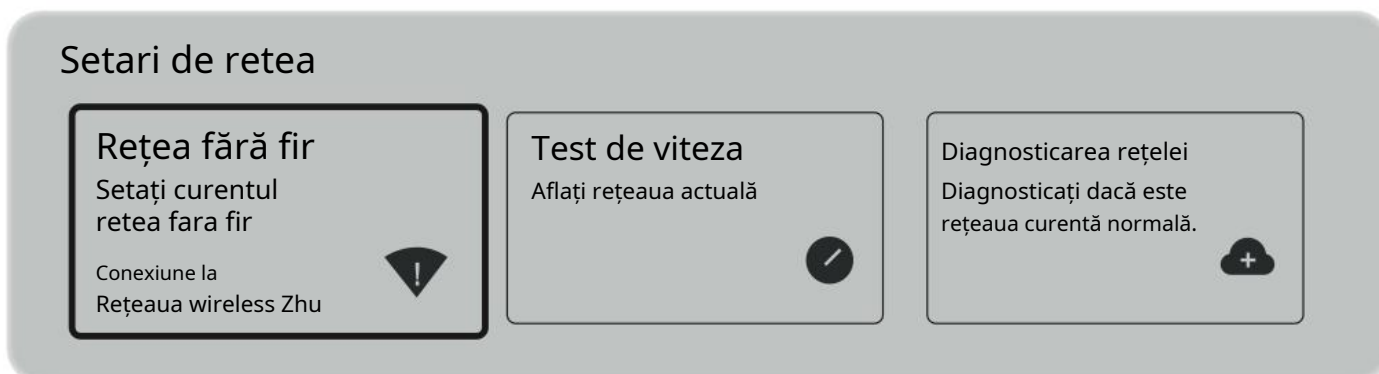 Setari de retea
Rețea fără fir
Setați curentul
retea fara fir
Conexiune la
Rețeaua wireless Zhu
Test de viteza
Aflați rețeaua actuală
Diagnosticarea rețelei
Diagnosticați dacă este
rețeaua curentă normală.